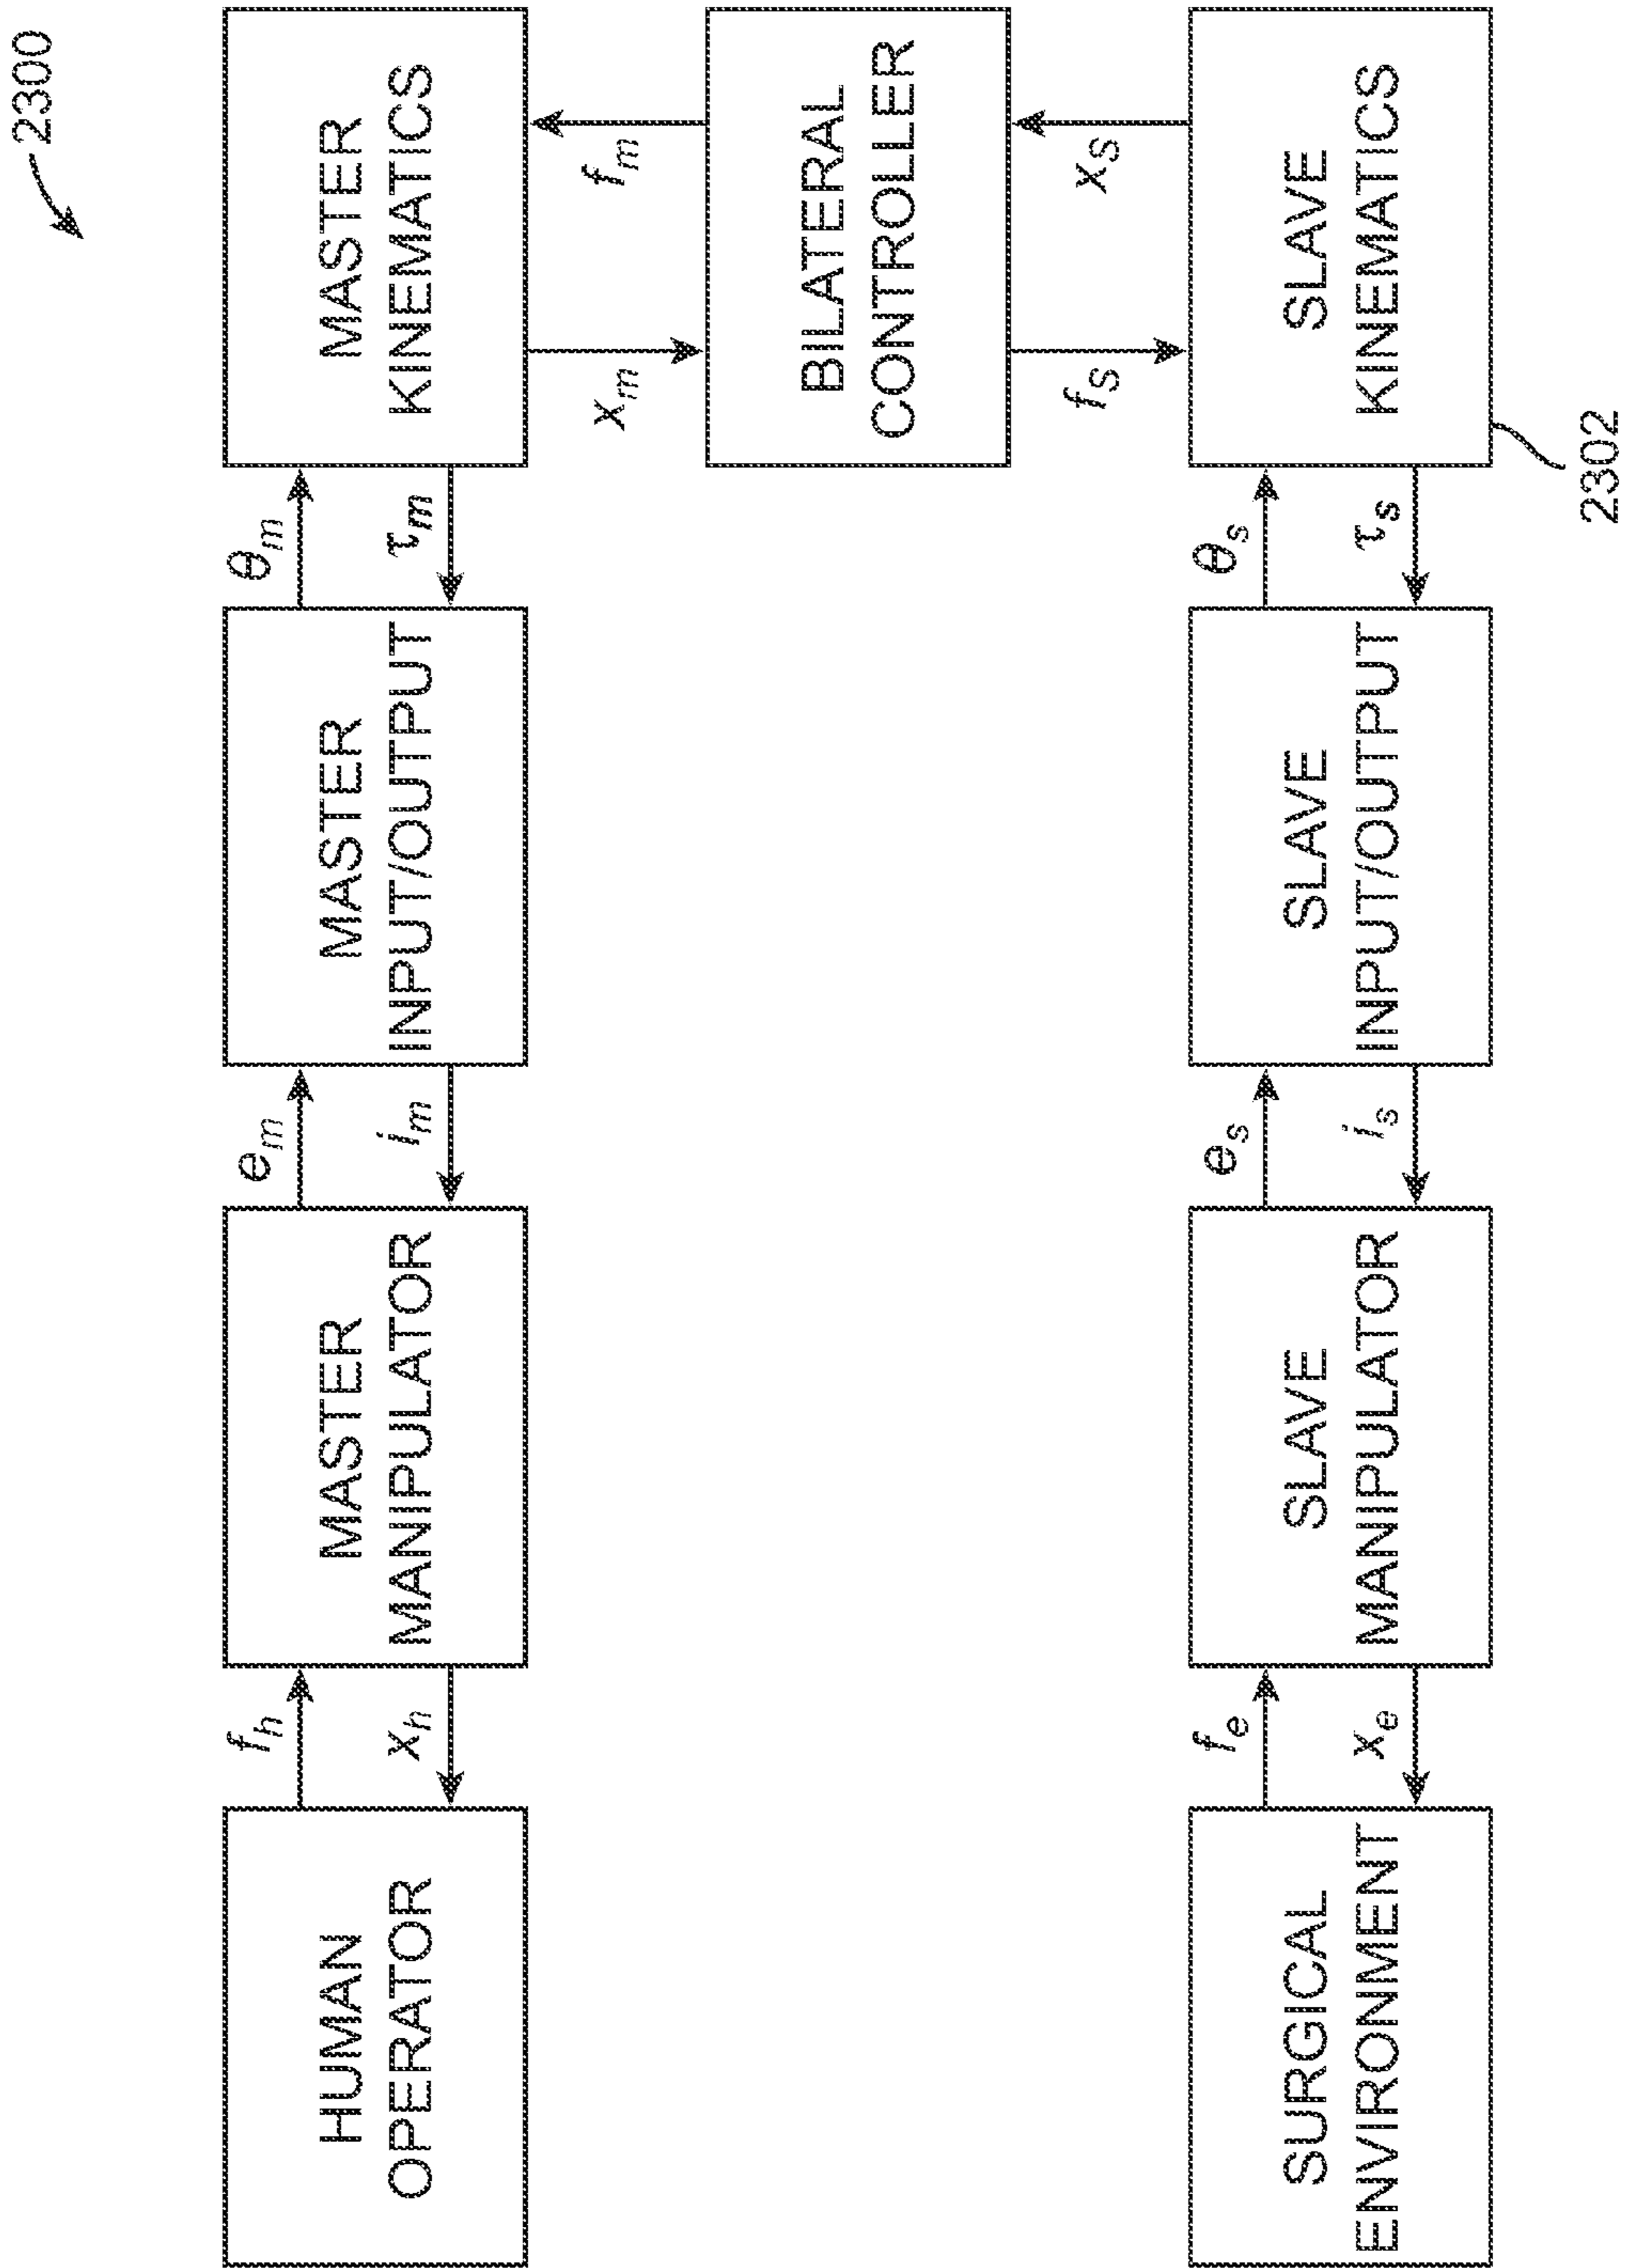 2300
HUMAN
OPERATOR
f_h
x_h
MASTER
MANIPULATOR
e_m
i_m
MASTER
INPUT/OUTPUT
θ_m
τ_m
MASTER
KINEMATICS
x_m
f_m
BILATERAL
CONTROLLER
f_s
x_s
SURGICAL
ENVIRONMENT
f_e
x_e
SLAVE
MANIPULATOR
e_s
i_s
SLAVE
INPUT/OUTPUT
θ_s
τ_s
SLAVE
KINEMATICS
2302